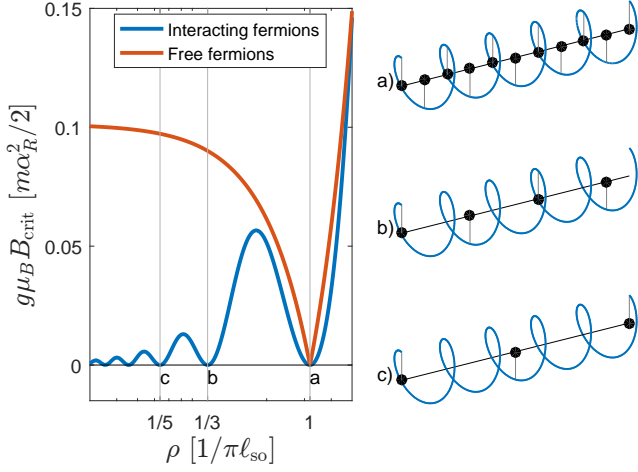 0.15
0.1
0.05
0
gμ_B B_crit [mα_R^2/2]
Interacting fermions
Free fermions
c
b
a
1/5
1/3
1
ρ [1/πℓ_so]
a)
b)
c)